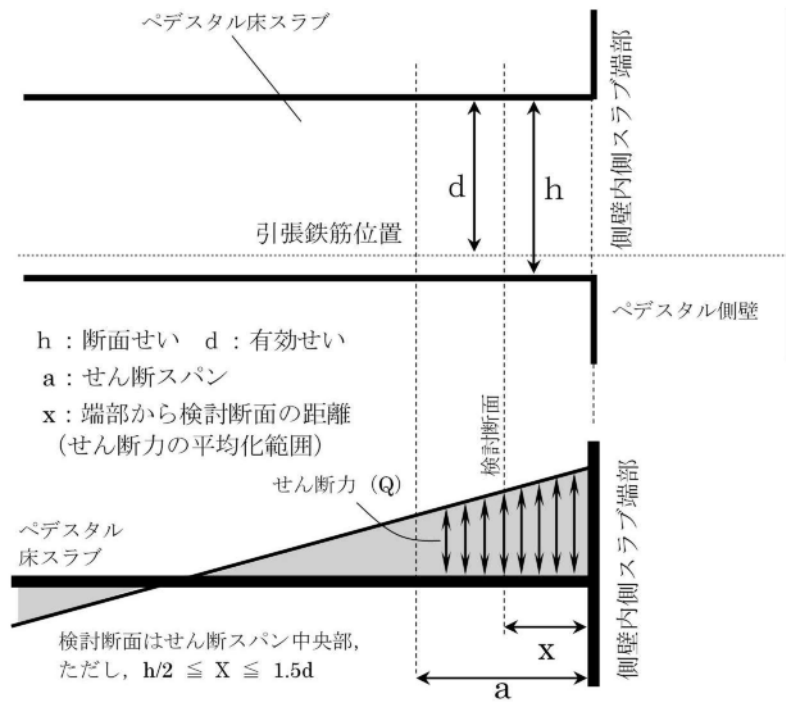 ペデスタル床スラブ
側壁内側スラブ端部
d
h
引張鉄筋位置
ペデスタル側壁
h：断面せい　d：有効せい
a：せん断スパン
x：端部から検討断面の距離
（せん断力の平均化範囲）
検討断面
せん断力（Q）
ペデスタル
床スラブ
側壁内側スラブ端部
検討断面はせん断スパン中央部，
ただし，h/2 ≦ X ≦ 1.5d
x
a